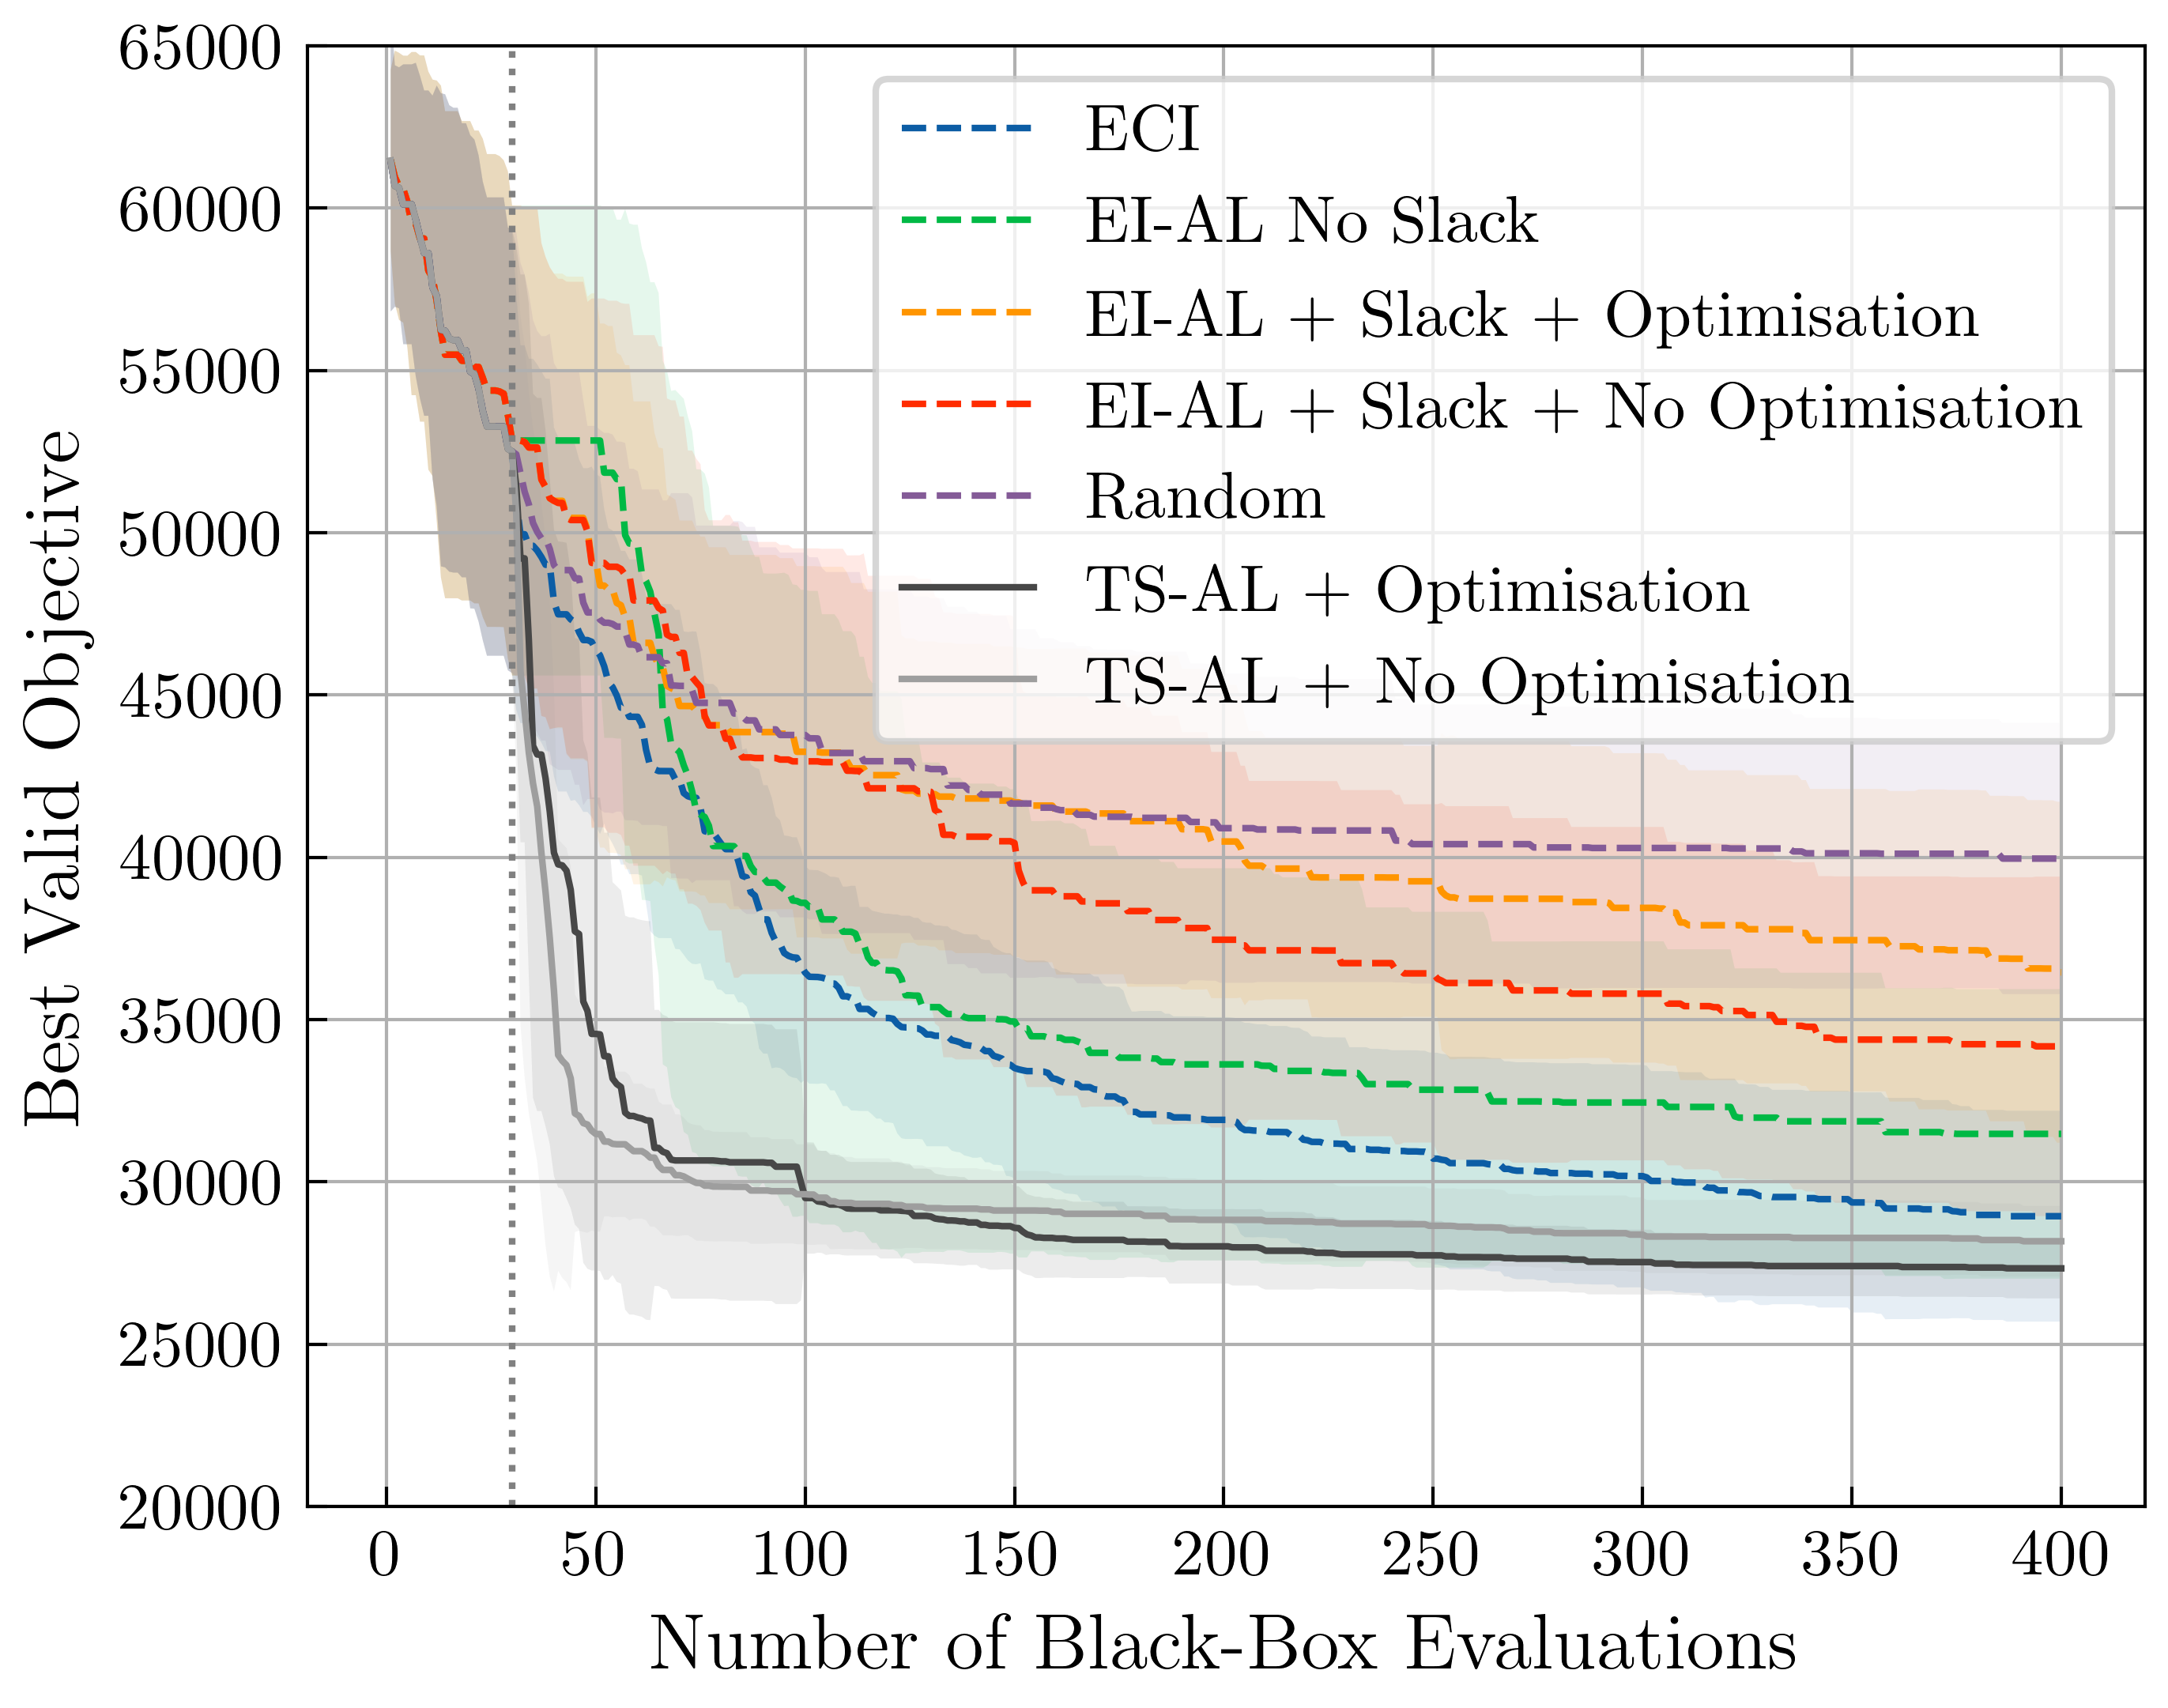 65000
60000
55000
50000
45000
40000
35000
30000
25000
20000
Best Valid Objective
ECI
EI-AL No Slack
EI-AL + Slack + Optimisation
EI-AL + Slack + No Optimisation
Random
TS-AL + Optimisation
TS-AL + No Optimisation
0 50 100 150 200 250 300 350 400
Number of Black-Box Evaluations